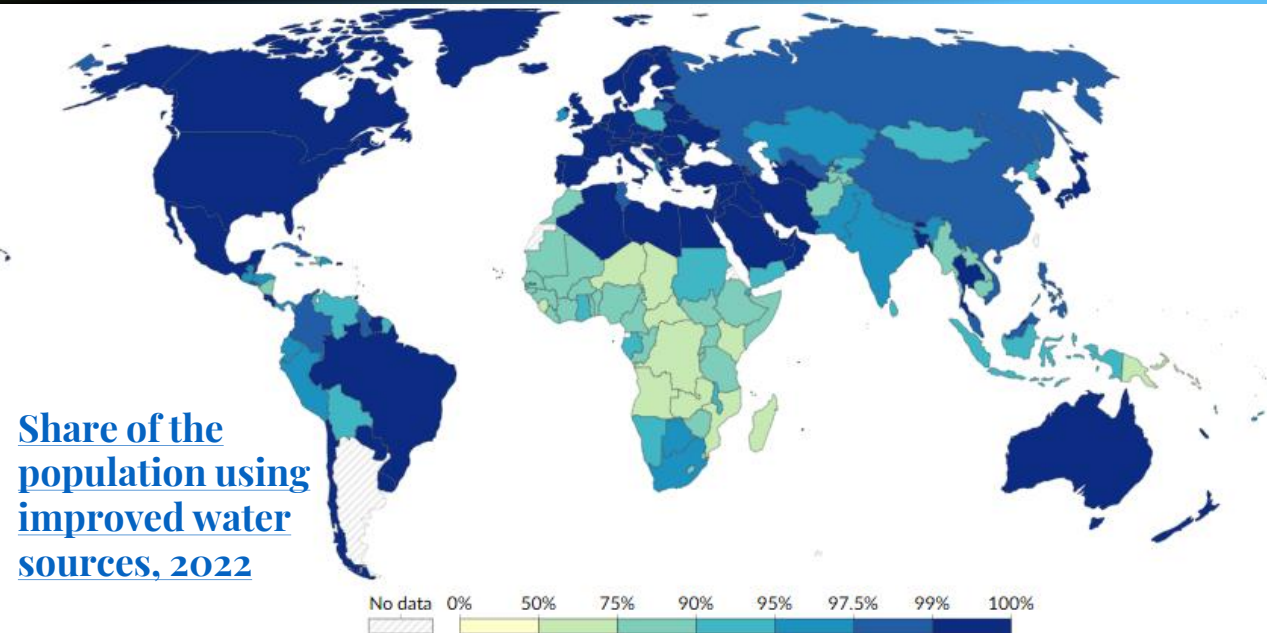 Share of the
population using
improved water
sources, 2022
No data 0% 50% 75% 90% 95% 97.5% 99% 100%